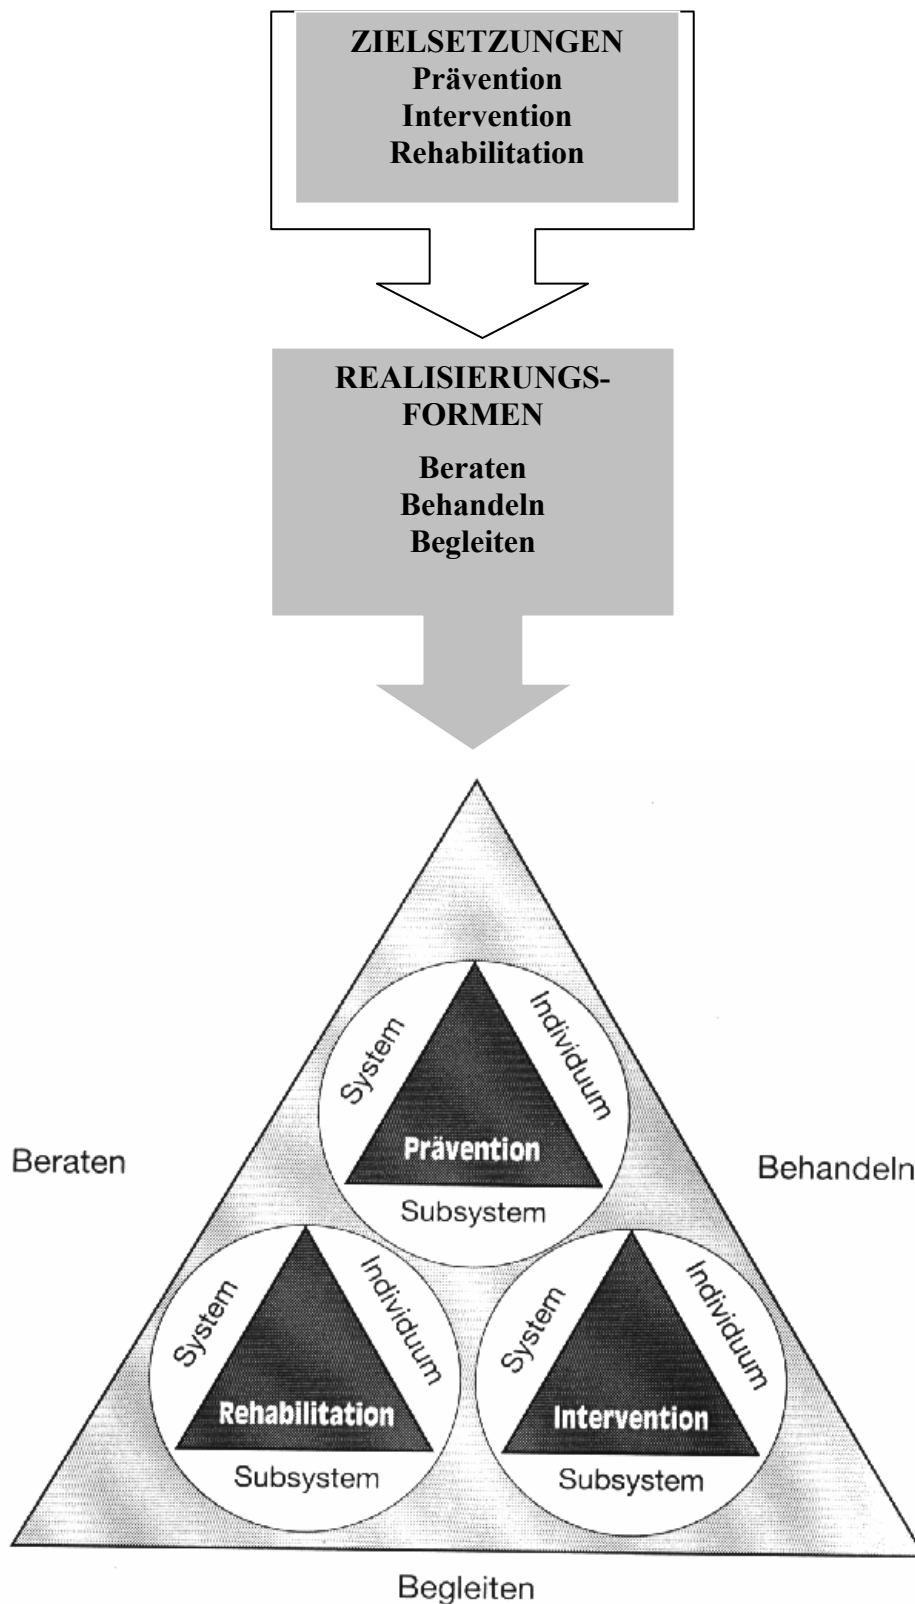 ZIELSETZUNGEN
Prävention
Intervention
Rehabilitation
REALISIERUNGS-
FORMEN
Beraten
Behandeln
Begleiten
System
Individuum
Prävention
Subsystem
Beraten
Behandeln
System
Individuum
Rehabilitation
Subsystem
System
Individuum
Intervention
Subsystem
Begleiten